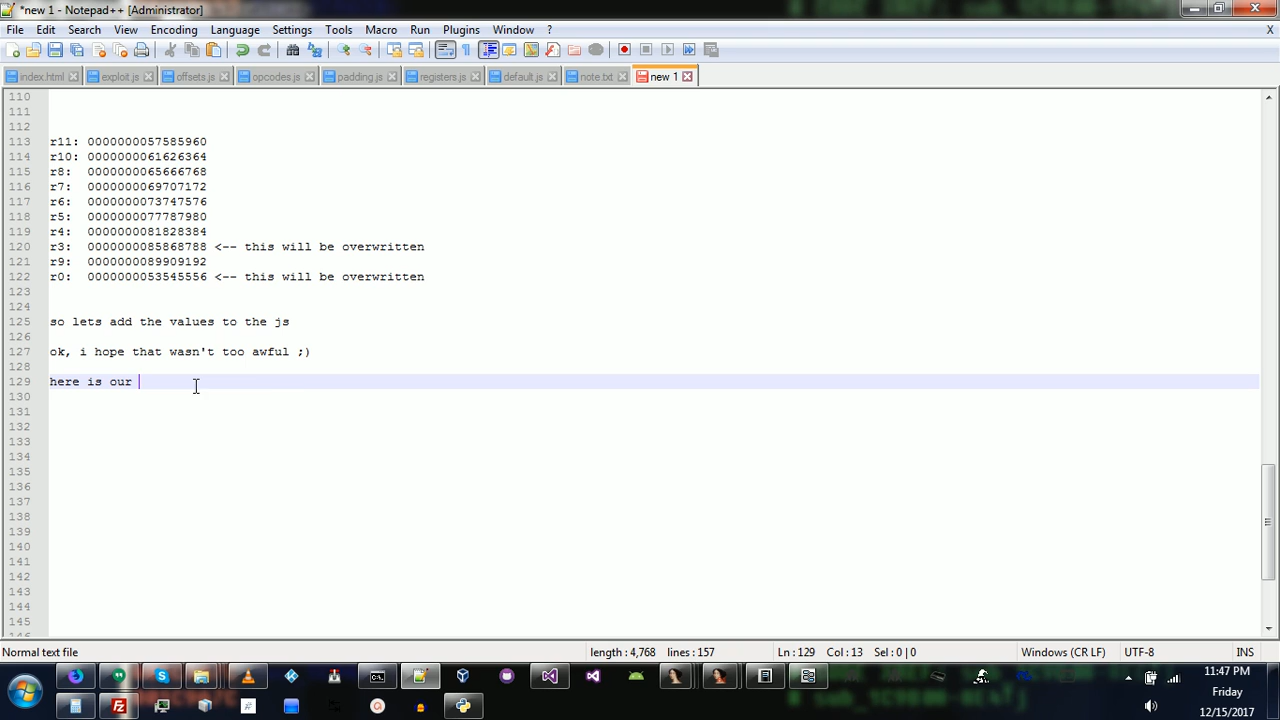 *new 1 - Notepad++ [Administrator]
File Edit Search View Encoding Language Settings Tools Macro Run Plugins Window ? X
index.html exploit.js offsets.js opcodes.js padding.js registers.js default.js note.txt new 1
110
111
112
113 r11: 0000000057585960
114 r10: 0000000061626364
115 r8: 0000000065666768
116 r7: 0000000069707172
117 r6: 0000000073747576
118 r5: 0000000077787980
119 r4: 0000000081828384
120 r3: 0000000085868788 <-- this will be overwritten
121 r9: 0000000089909192
122 r0: 0000000053545556 <-- this will be overwritten
123
124
125 so lets add the values to the js
126
127 ok, i hope that wasn't too awful ;)
128
129 here is our
130
131
132
133
134
135
136
137
138
139
140
141
142
143
144
145
Normal text file length : 4,768 lines : 157 Ln : 129 Col : 13 Sel : 0 | 0 Windows (CR LF) UTF-8 INS
11:47 PM
Friday
12/15/2017